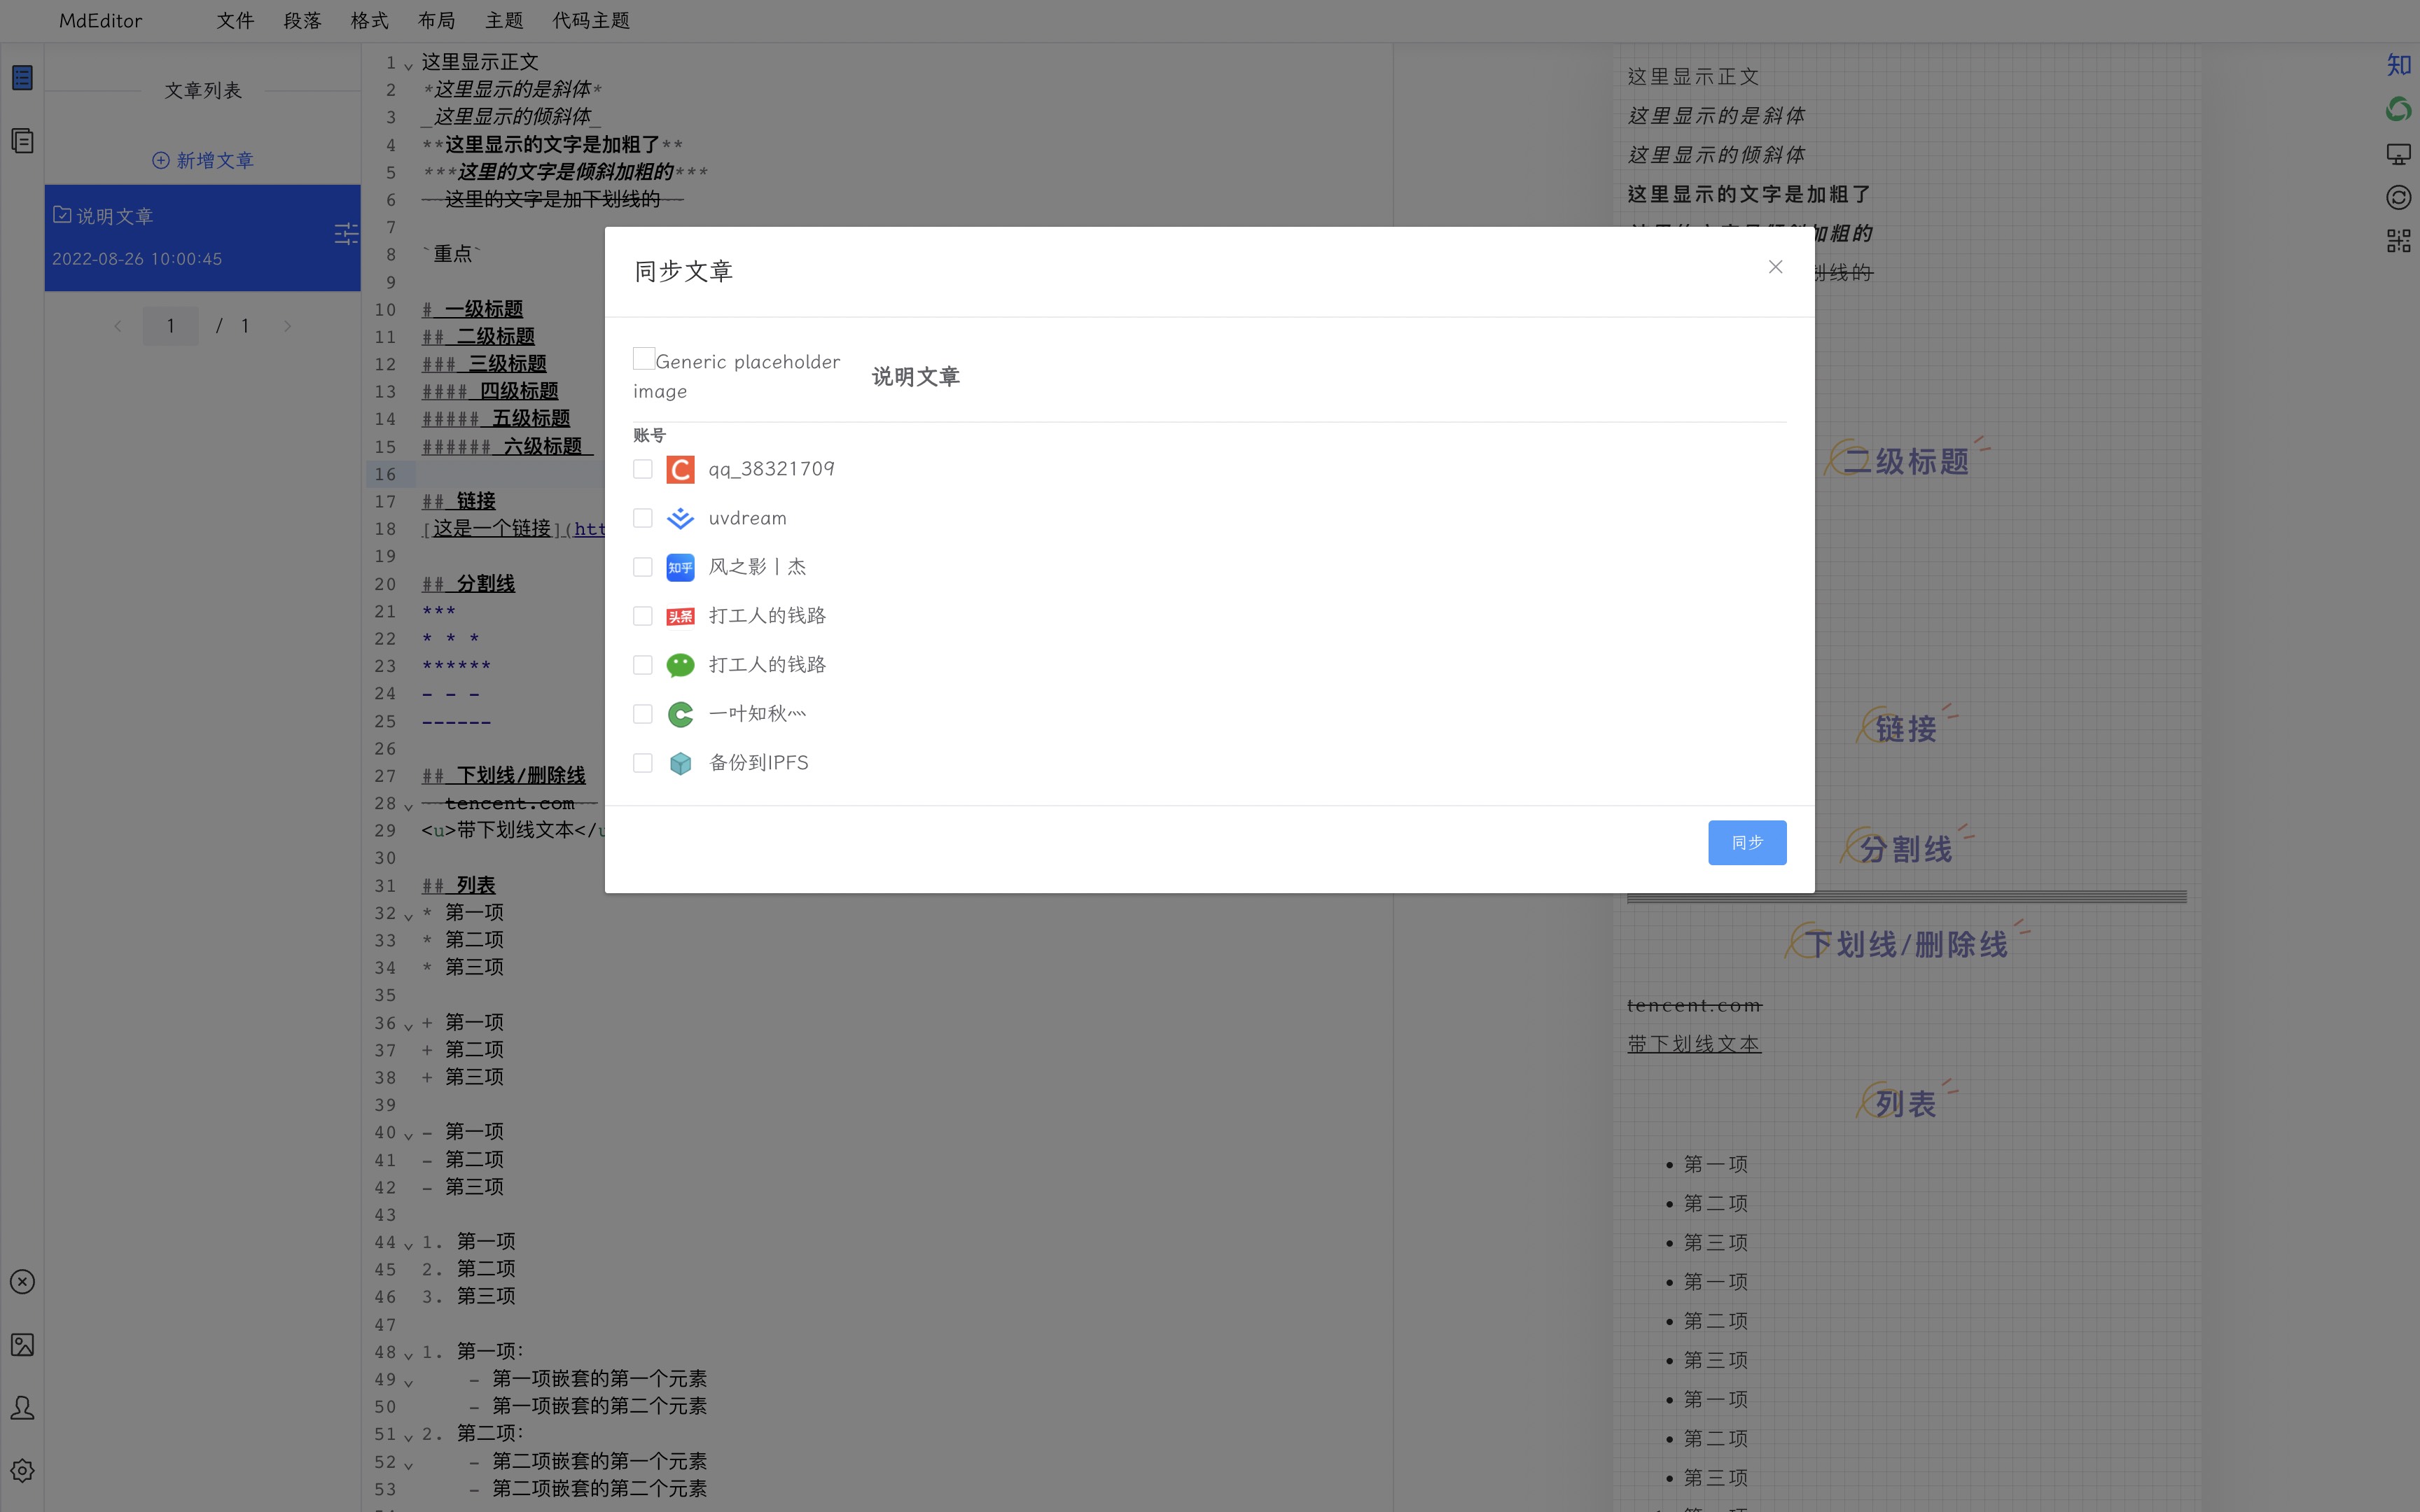 MdEditor 文件 段落 格式 布局 主题 代码主题
文章列表
新增文章
说明文章
2022-08-26 10:00:45
1 / 1
1 这里显示正文
2 *这里显示的是斜体*
3 _这里显示的倾斜体_
4 **这里显示的文字是加粗了**
5 ***这里的文字是倾斜加粗的***
6 ~~这里的文字是加下划线的~~
7
8 `重点`
9
10 # 一级标题
11 ## 二级标题
12 ### 三级标题
13 #### 四级标题
14 ##### 五级标题
15 ###### 六级标题
16
17 ## 链接
18 [这是一个链接](htt
19
20 ## 分割线
21 ***
22 * * *
23 ******
24 - - -
25 ------
26
27 ## 下划线/删除线
28 ~~tencent.com~~
29 <u>带下划线文本</u
30
31 ## 列表
32 * 第一项
33 * 第二项
34 * 第三项
35
36 + 第一项
37 + 第二项
38 + 第三项
39
40 - 第一项
41 - 第二项
42 - 第三项
43
44 1. 第一项
45 2. 第二项
46 3. 第三项
47
48 1. 第一项：
49 - 第一项嵌套的第一个元素
50 - 第一项嵌套的第二个元素
51 2. 第二项：
52 - 第二项嵌套的第一个元素
53 - 第二项嵌套的第二个元素
同步文章
Generic placeholder
image
说明文章
账号
qq_38321709
uvdream
知乎 风之影丨杰
头条 打工人的钱路
打工人的钱路
一叶知秋灬
备份到IPFS
同步
这里显示正文
这里显示的是斜体
这里显示的倾斜体
这里显示的文字是加粗了
加粗的
划线的
二级标题
链接
分割线
下划线/删除线
tencent.com
带下划线文本
列表
• 第一项
• 第二项
• 第三项
• 第一项
• 第二项
• 第三项
• 第一项
• 第二项
• 第三项
知